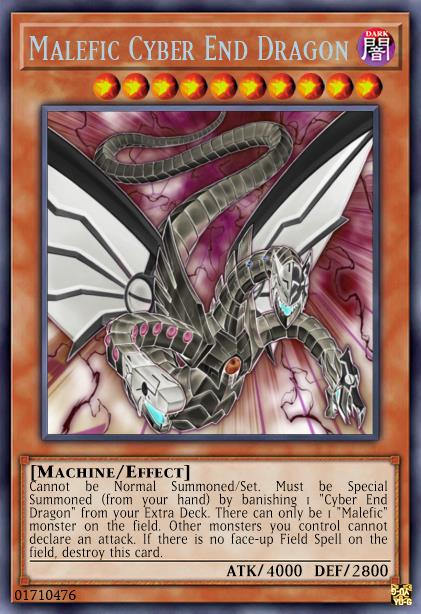 MALEFIC CYBER END DRAGON
DARK
闇
[MACHINE/EFFECT]
Cannot be Normal Summoned/Set. Must be Special
Summoned (from your hand) by banishing 1 "Cyber End
Dragon" from your Extra Deck. There can only be 1 "Malefic"
monster on the field. Other monsters you control cannot
declare an attack. If there is no face-up Field Spell on
the field, destroy this card.
ATK/4000 DEF/2800
01710476